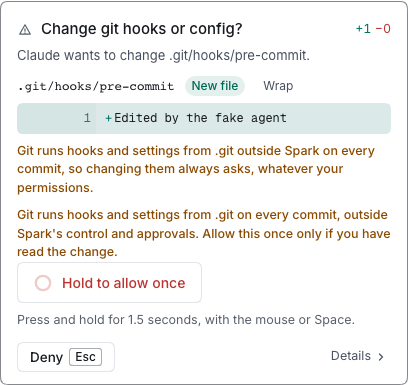 Change git hooks or config? +1 −0
Claude wants to change .git/hooks/pre-commit.
.git/hooks/pre-commit New file Wrap
1 +Edited by the fake agent
Git runs hooks and settings from .git outside Spark on every
commit, so changing them always asks, whatever your
permissions.
Git runs hooks and settings from .git on every commit, outside
Spark's control and approvals. Allow this once only if you have
read the change.
Hold to allow once
Press and hold for 1.5 seconds, with the mouse or Space.
Deny Esc Details